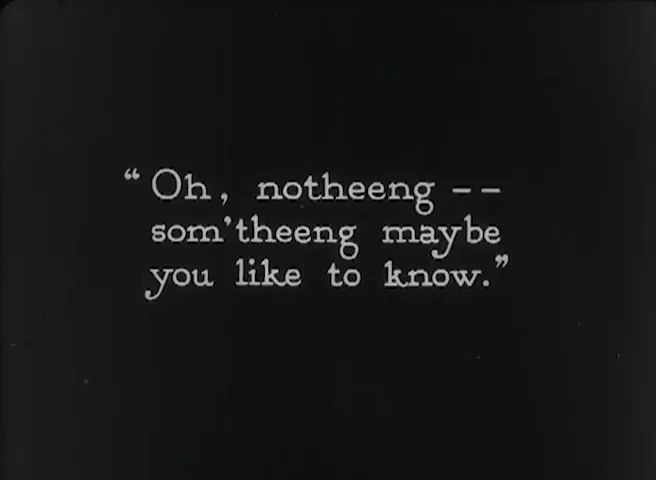 “Oh, notheeng --
som’theeng maybe
you like to know.”